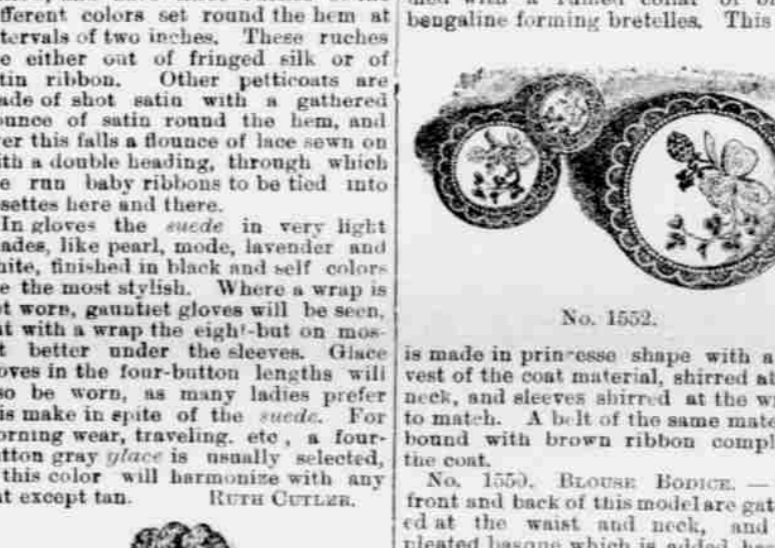 fferent colors set round the hem at
tervals of two inches. These ruches
e either out of fringed silk or of
tin ribbon. Other petticoats are
ade of shot satin with a gathered
ounce of satin round the hem, and
er this falls a flounce of lace sewn on
ith a double heading, through which
e run baby ribbons to be tied into
settes here and there.
In gloves the suede in very light
ades, like pearl, mode, lavender and
hite, finished in black and self colors
e the most stylish. Where a wrap is
t worn, gauntlet gloves will be seen,
t with a wrap the eight-but on mos-
t better under the sleeves. Glace
oves in the four-button lengths will
so be worn, as many ladies prefer
is make in spite of the suede. For
orning wear, traveling. etc, a four-
tton gray glace is usually selected,
this color will harmonize with any
t except tan. RUTH CUTLER.
bengaline forming bretelles. This
No. 1552.
is made in princesse shape with a
vest of the coat material, shirred at
neck, and sleeves shirred at the w
to match. A belt of the same mate
bound with brown ribbon compl
the coat.
No. 1550. BLOUSE BODICE. —
front and back of this model are gat
ed at the waist and neck, and
pleated basque which is added